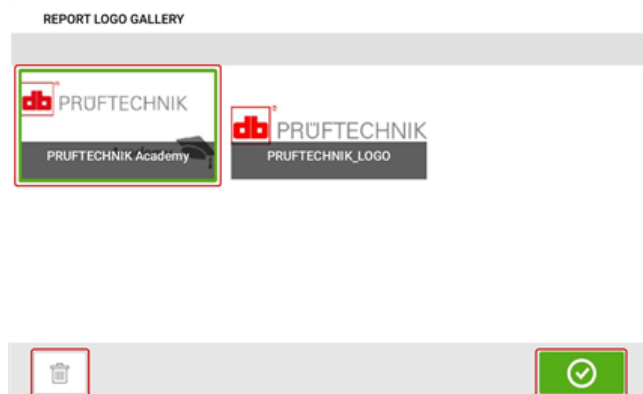 REPORT LOGO GALLERY
db PRÜFTECHNIK
PRUFTECHNIK Academy
db PRÜFTECHNIK
PRUFTECHNIK_LOGO